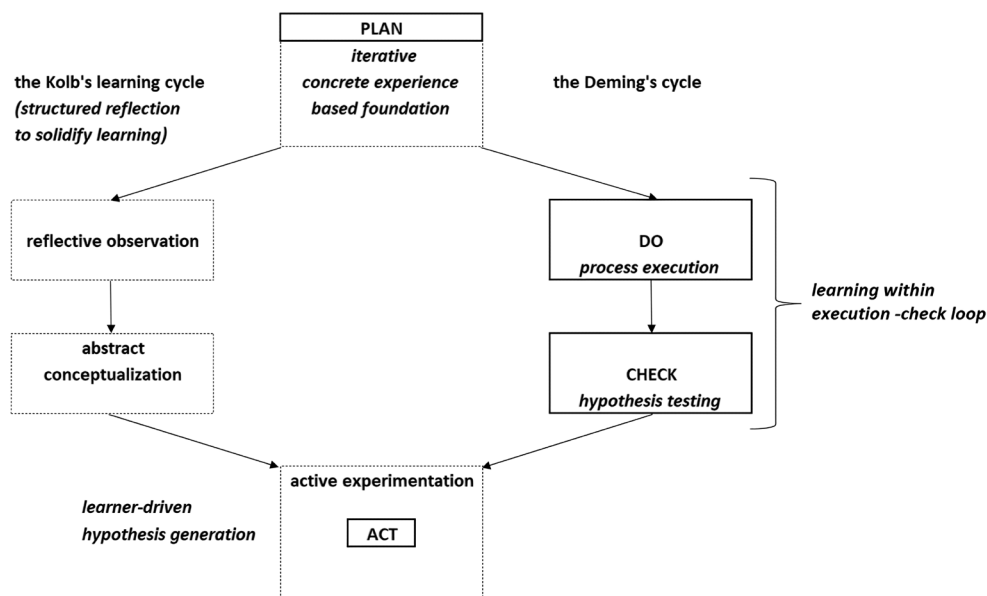 PLAN
iterative
concrete experience
based foundation
the Kolb's learning cycle
(structured reflection
to solidify learning)
the Deming's cycle
reflective observation
DO
process execution
learning within
execution -check loop
abstract
conceptualization
CHECK
hypothesis testing
active experimentation
learner-driven
hypothesis generation
ACT